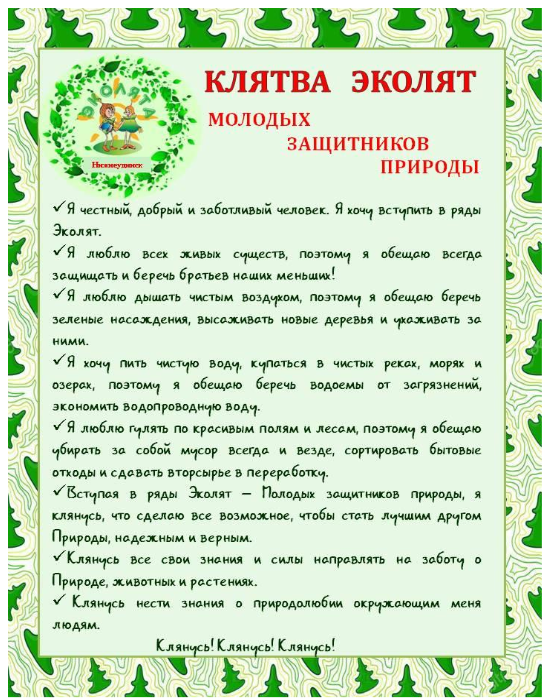 КЛЯТВА ЭКОЛЯТ
МОЛОДЫХ
ЗАЩИТНИКОВ
ПРИРОДЫ
ЭКОЛЯТА
Нижнеудинск
✓Я честный, добрый и заботливый человек. Я хочу вступить в ряды
Эколят.
✓Я люблю всех живых существ, поэтому я обещаю всегда
защищать и беречь братьев наших меньших!
✓Я люблю дышать чистым воздухом, поэтому я обещаю беречь
зеленые насаждения, высаживать новые деревья и ухаживать за
ними.
✓Я хочу пить чистую воду, купаться в чистых реках, морях и
озерах, поэтому я обещаю беречь водоемы от загрязнений,
экономить водопроводную воду.
✓Я люблю гулять по красивым полям и лесам, поэтому я обещаю
убирать за собой мусор всегда и везде, сортировать бытовые
отходы и сдавать вторсырье в переработку.
✓Вступая в ряды Эколят – Молодых защитников природы, я
клянусь, что сделаю все возможное, чтобы стать лучшим другом
Природы, надежным и верным.
✓Клянусь все свои знания и силы направлять на заботу о
Природе, животных и растениях.
✓ Клянусь нести знания о природолюбии окружающим меня
людям.
Клянусь! Клянусь! Клянусь!